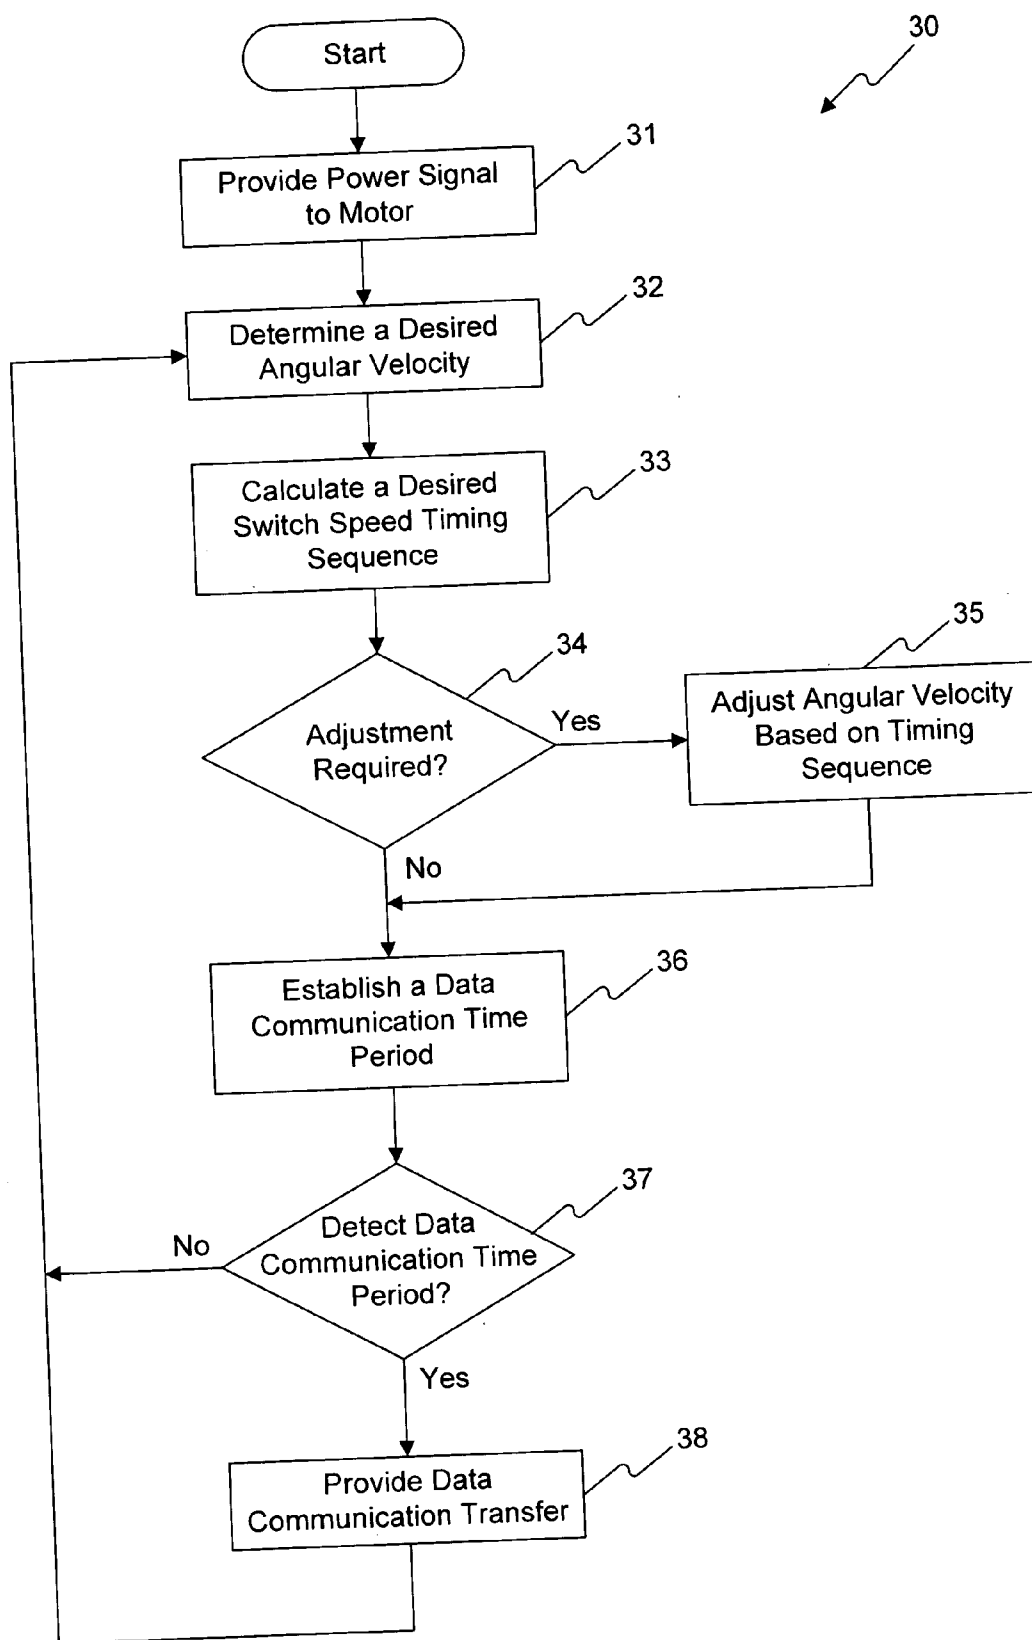 Start
30
31
Provide Power Signal
to Motor
32
Determine a Desired
Angular Velocity
33
Calculate a Desired
Switch Speed Timing
Sequence
34
35
Adjustment
Required?
Yes
Adjust Angular Velocity
Based on Timing
Sequence
No
36
Establish a Data
Communication Time
Period
37
Detect Data
Communication Time
Period?
No
Yes
38
Provide Data
Communication Transfer